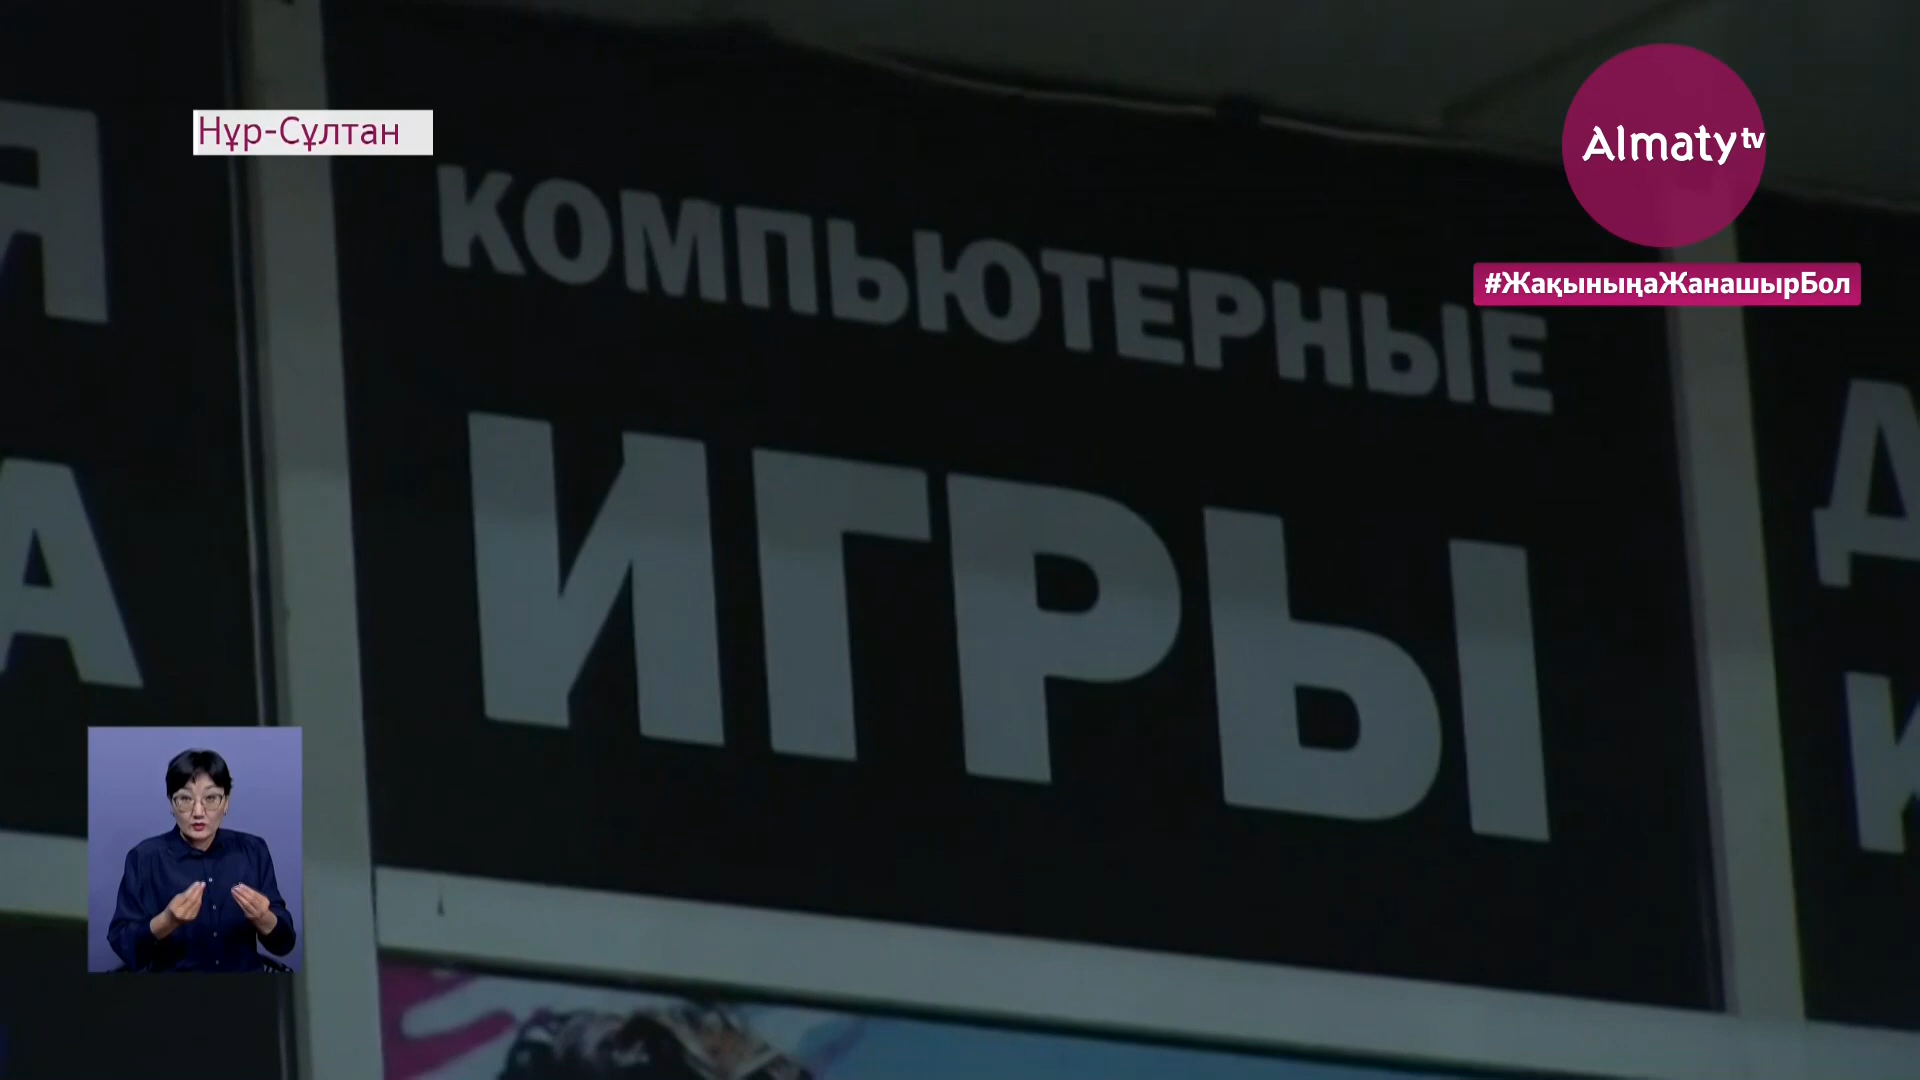 Нұр-Сұлтан
Almaty tv
#ЖақыныңаЖанашырБол
КОМПЬЮТЕРНЫЕ
ИГРЫ